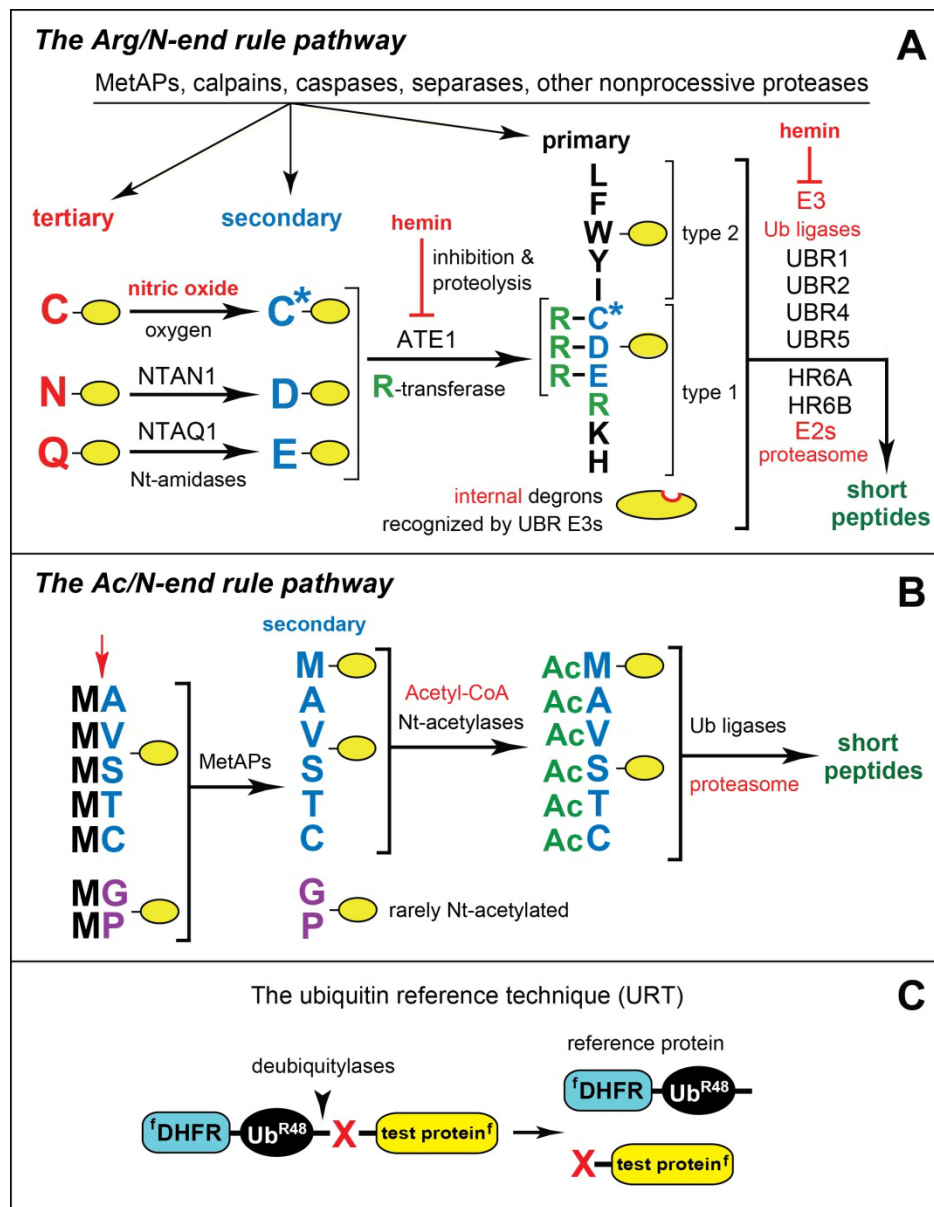 The Arg/N-end rule pathway
A
MetAPs, calpains, caspases, separases, other nonprocessive proteases
tertiary
secondary
primary
C
nitric oxide
oxygen
C*
N
NTAN1
D
Q
NTAQ1
E
Nt-amidases
hemin
inhibition &
proteolysis
ATE1
R-transferase
L
F
W
Y
I
R-C*
R-D
R-E
R
K
H
type 2
type 1
internal degrons
recognized by UBR E3s
hemin
E3
Ub ligases
UBR1
UBR2
UBR4
UBR5
HR6A
HR6B
E2s
proteasome
short
peptides
The Ac/N-end rule pathway
B
MA
MV
MS
MT
MC
MG
MP
MetAPs
secondary
M
A
V
S
T
C
G
P
rarely Nt-acetylated
Acetyl-CoA
Nt-acetylases
AcM
AcA
AcV
AcS
AcT
AcC
Ub ligases
proteasome
short
peptides
The ubiquitin reference technique (URT)
C
deubiquitylases
fDHFR
UbR48
X
test proteinf
reference protein
fDHFR
UbR48
X
test proteinf